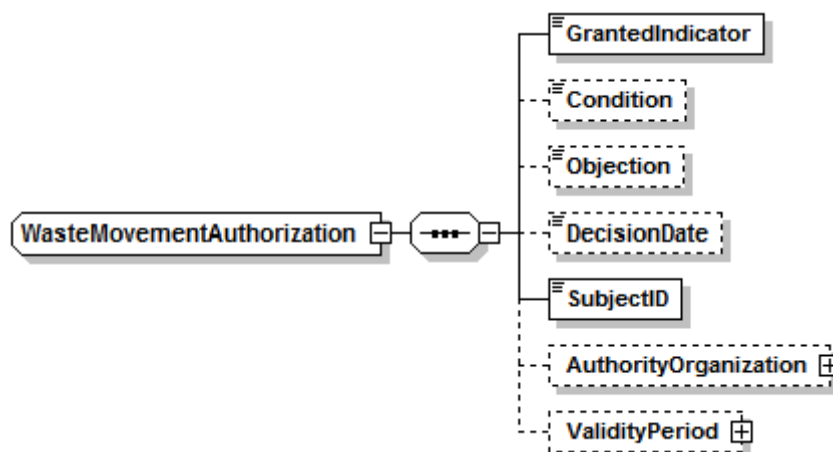 GrantedIndicator
Condition
Objection
WasteMovementAuthorization
DecisionDate
SubjectID
AuthorityOrganization
ValidityPeriod